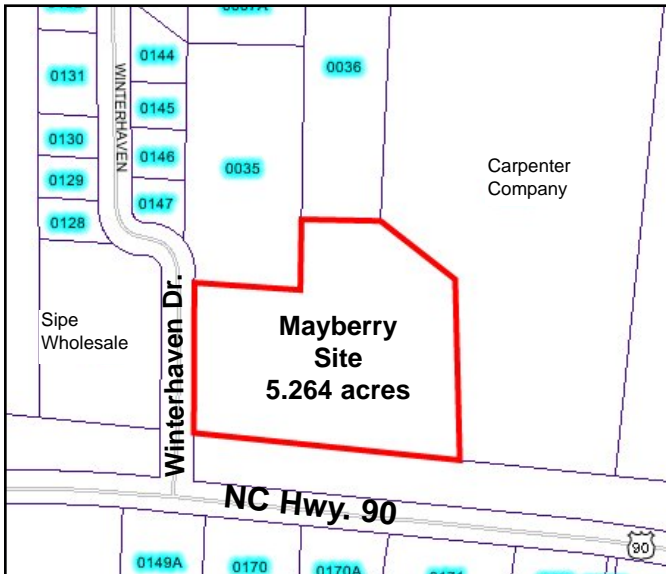 0144
0131
0036
WINTERHAVEN
0145
0130
0146
0035
Carpenter
Company
0129
0147
0128
Winterhaven Dr.
Sipe
Wholesale
Mayberry
Site
5.264 acres
NC Hwy. 90
90
0149A
0170
0170A